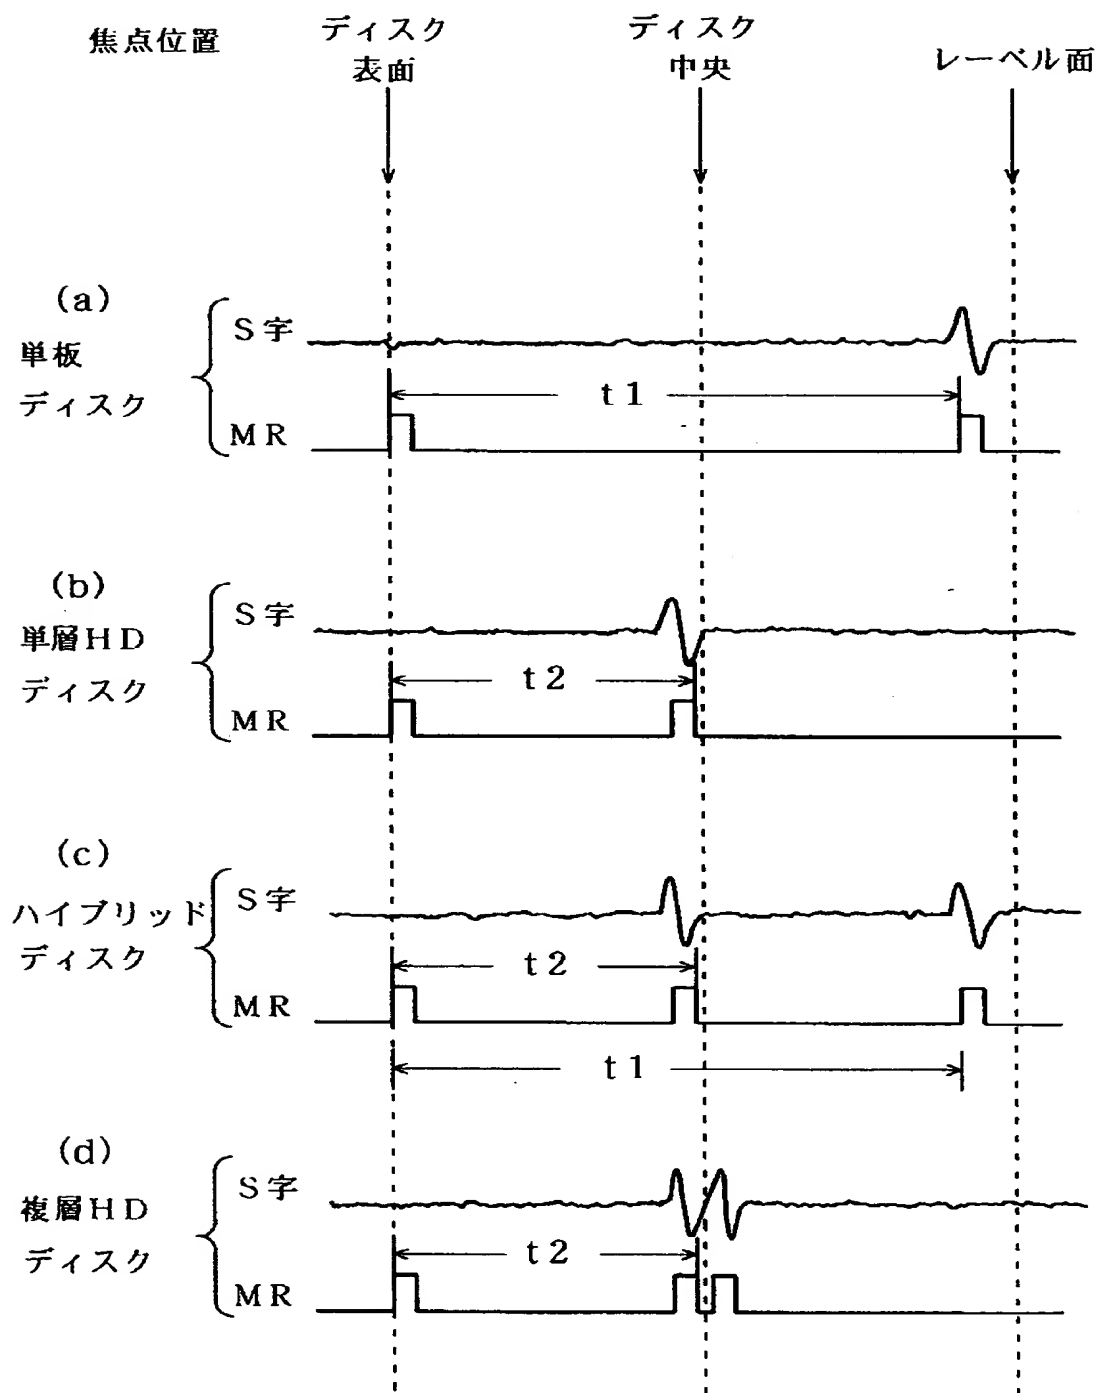 焦点位置
ディスク
表面
ディスク
中央
レーベル面
(a)
単板
ディスク
S字
MR
t1
(b)
単層HD
ディスク
S字
MR
t2
(c)
ハイブリッド
ディスク
S字
MR
t2
t1
(d)
複層HD
ディスク
S字
MR
t2